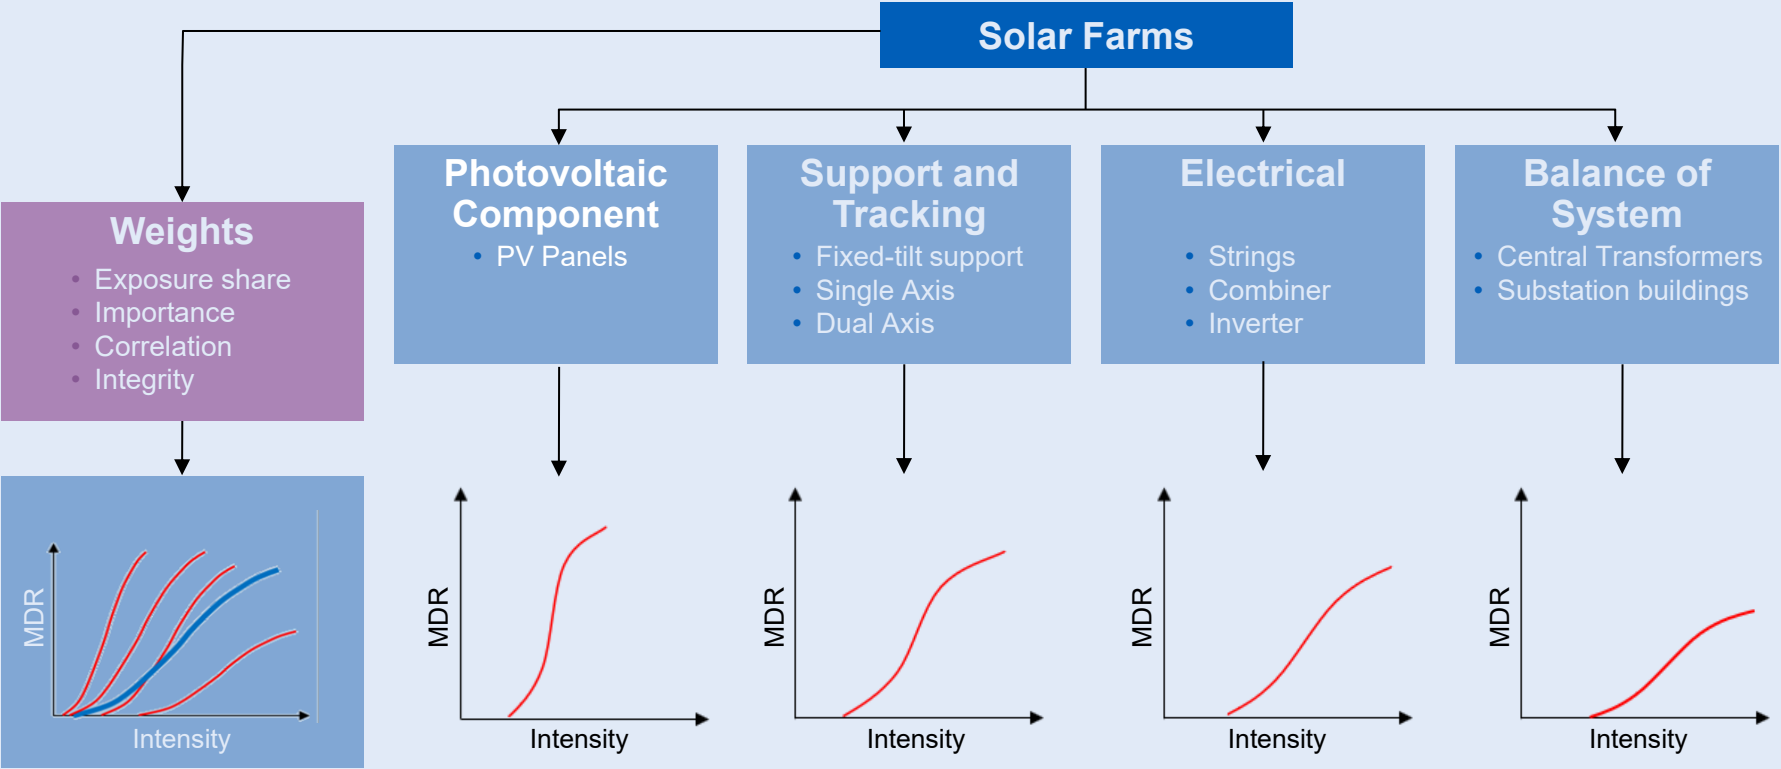 Solar Farms
Weights
• Exposure share
• Importance
• Correlation
• Integrity
Photovoltaic
Component
• PV Panels
Support and
Tracking
• Fixed-tilt support
• Single Axis
• Dual Axis
Electrical
• Strings
• Combiner
• Inverter
Balance of
System
• Central Transformers
• Substation buildings
MDR
Intensity
MDR
Intensity
MDR
Intensity
MDR
Intensity
MDR
Intensity